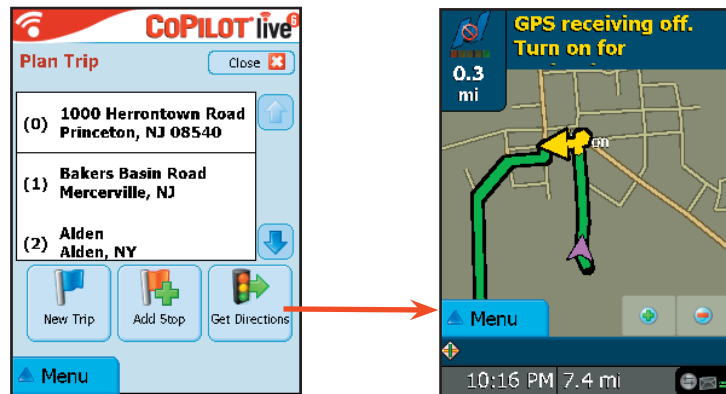 CoPILOT live 6
Plan Trip
Close
(0) 1000 Herrontown Road
Princeton, NJ 08540
(1) Bakers Basin Road
Mercerville, NJ
(2) Alden
Alden, NY
New Trip
Add Stop
Get Directions
Menu
GPS receiving off.
Turn on for
0.3
mi
on
Menu
10:16 PM 7.4 mi